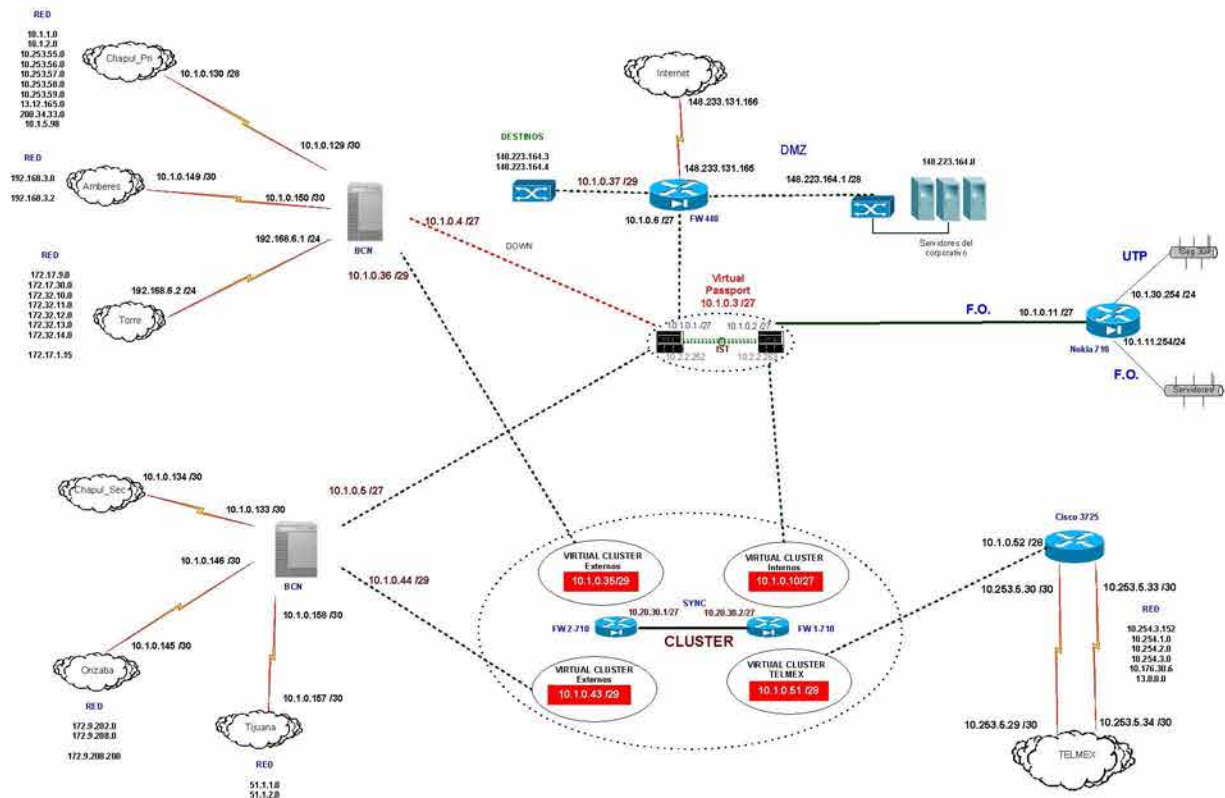 RED
10.1.1.0
10.1.2.0
10.253.55.0
10.253.56.0
10.253.57.0
10.253.58.0
10.253.59.0
13.12.165.0
200.34.33.0
10.1.5.98
Chapul_Pri
10.1.0.130 /28
10.1.0.129 /30
RED
192.168.3.0
192.168.3.2
Amberes
10.1.0.149 /30
10.1.0.150 /30
192.168.6.1 /24
BCN
RED
172.17.9.0
172.17.30.0
172.32.10.0
172.32.11.0
172.32.12.0
172.32.13.0
172.32.14.0
172.17.1.15
192.168.6.2 /24
Torre
10.1.0.4 /27
DOWN
10.1.0.36 /29
Internet
148.233.131.166
DESTINOS
148.223.164.3
148.223.164.4
10.1.0.37 /29
148.233.131.165
10.1.0.6 /27
FW 440
DMZ
148.223.164.1 /28
148.223.164.0
Servidores del
corporativo
Virtual
Passport
10.1.0.3 /27
10.1.0.1 /27
10.1.0.2 /27
IST
10.2.2.252
F.O.
10.1.0.11 /27
UTP
10.1.30.254 /24
Nokia 710
10.1.11.254/24
F.O.
Servidores
Chapul_Sec
10.1.0.134 /30
10.1.0.133 /30
10.1.0.5 /27
10.1.0.146 /30
BCN
10.1.0.44 /29
10.1.0.158 /30
10.1.0.145 /30
Orizaba
10.1.0.157 /30
Tijuana
RED
172.9.202.0
172.9.208.0
172.9.208.200
RED
51.1.1.0
51.1.2.0
VIRTUAL CLUSTER
Externos
10.1.0.35/29
VIRTUAL CLUSTER
Internos
10.1.0.10/27
SYNC
10.20.30.1/27
10.20.30.2/27
FW 2-710
CLUSTER
FW 1-710
VIRTUAL CLUSTER
Externos
10.1.0.43 /29
VIRTUAL CLUSTER
TELMEX
10.1.0.51 /28
Cisco 3725
10.1.0.52 /28
10.253.5.30 /30
10.253.5.33 /30
RED
10.254.3.152
10.254.1.0
10.254.2.0
10.254.3.0
10.176.30.6
13.0.0.0
10.253.5.29 /30
10.253.5.34 /30
TELMEX